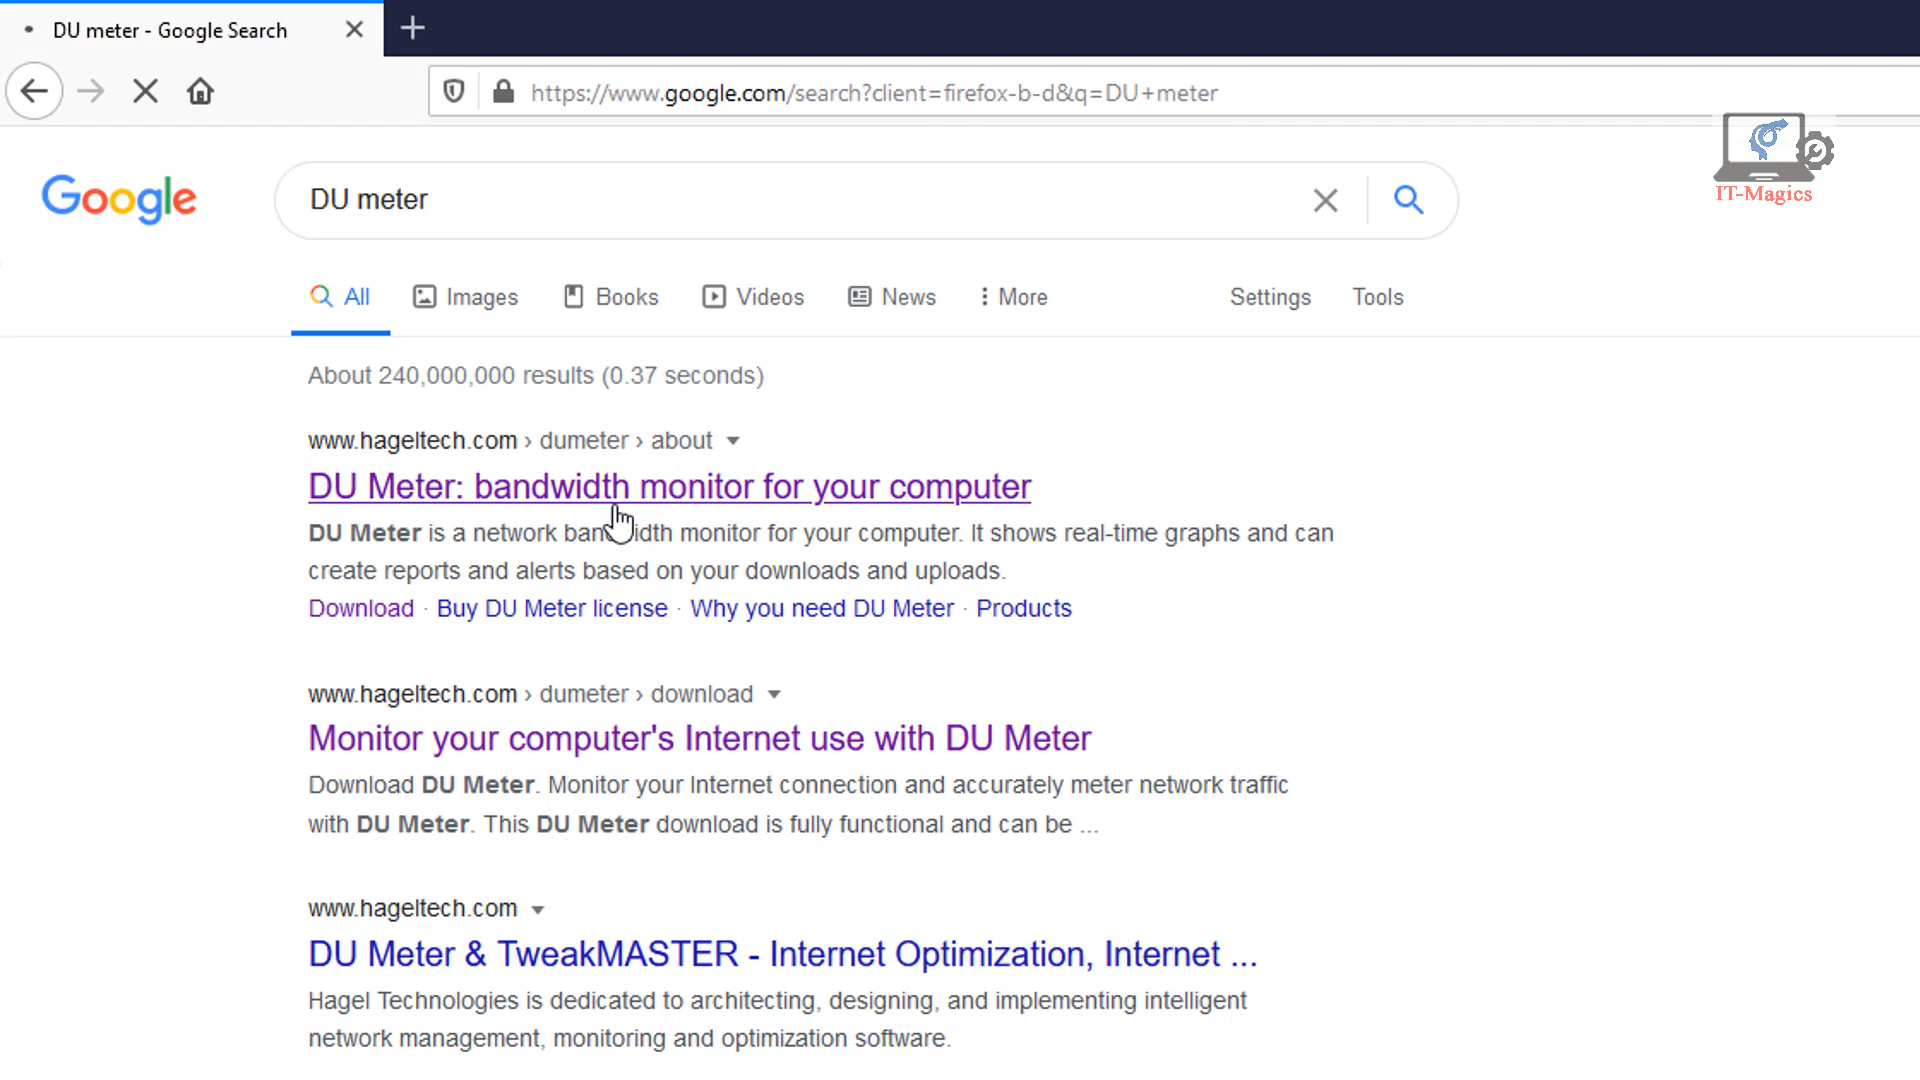 DU meter - Google Search
https://www.google.com/search?client=firefox-b-d&q=DU+meter
IT-Magics
Google
DU meter
All
Images
Books
Videos
News
More
Settings
Tools
About 240,000,000 results (0.37 seconds)
www.hageltech.com › dumeter › about
DU Meter: bandwidth monitor for your computer
DU Meter is a network bandwidth monitor for your computer. It shows real-time graphs and can
create reports and alerts based on your downloads and uploads.
Download · Buy DU Meter license · Why you need DU Meter · Products
www.hageltech.com › dumeter › download
Monitor your computer's Internet use with DU Meter
Download DU Meter. Monitor your Internet connection and accurately meter network traffic
with DU Meter. This DU Meter download is fully functional and can be ...
www.hageltech.com
DU Meter & TweakMASTER - Internet Optimization, Internet ...
Hagel Technologies is dedicated to architecting, designing, and implementing intelligent
network management, monitoring and optimization software.